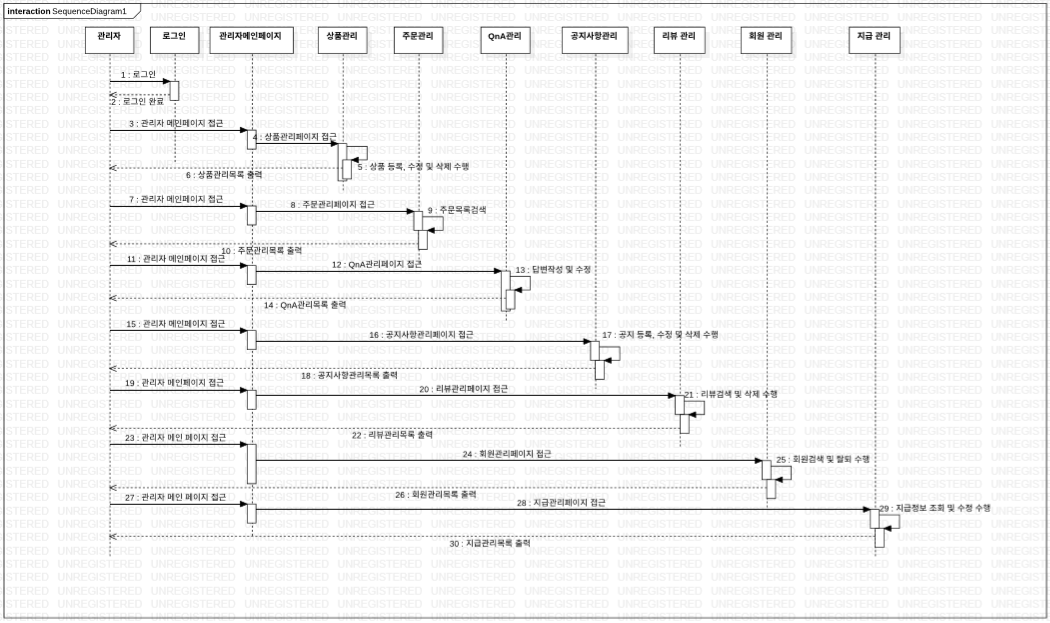 interaction SequenceDiagram1
관리자
로그인
관리자메인페이지
상품관리
주문관리
QnA관리
공지사항관리
리뷰 관리
회원 관리
지급 관리
1 : 로그인
2 : 로그인 완료
3 : 관리자 메인페이지 접근
4 : 상품관리페이지 접근
5 : 상품 등록, 수정 및 삭제 수행
6 : 상품관리목록 출력
7 : 관리자 메인페이지 접근
8 : 주문관리페이지 접근
9 : 주문목록검색
10 : 주문관리목록 출력
11 : 관리자 메인페이지 접근
12 : QnA관리페이지 접근
13 : 답변작성 및 수정
14 : QnA관리목록 출력
15 : 관리자 메인페이지 접근
16 : 공지사항관리페이지 접근
17 : 공지 등록, 수정 및 삭제 수행
18 : 공지사항관리목록 출력
19 : 관리자 메인페이지 접근
20 : 리뷰관리페이지 접근
21 : 리뷰검색 및 삭제 수행
22 : 리뷰관리목록 출력
23 : 관리자 메인 페이지 접근
24 : 회원관리페이지 접근
25 : 회원검색 및 탈퇴 수행
26 : 회원관리목록 출력
27 : 관리자 메인 페이지 접근
28 : 지급관리페이지 접근
29 : 지급정보 조회 및 수정 수행
30 : 지급관리목록 출력
UNREGISTERED